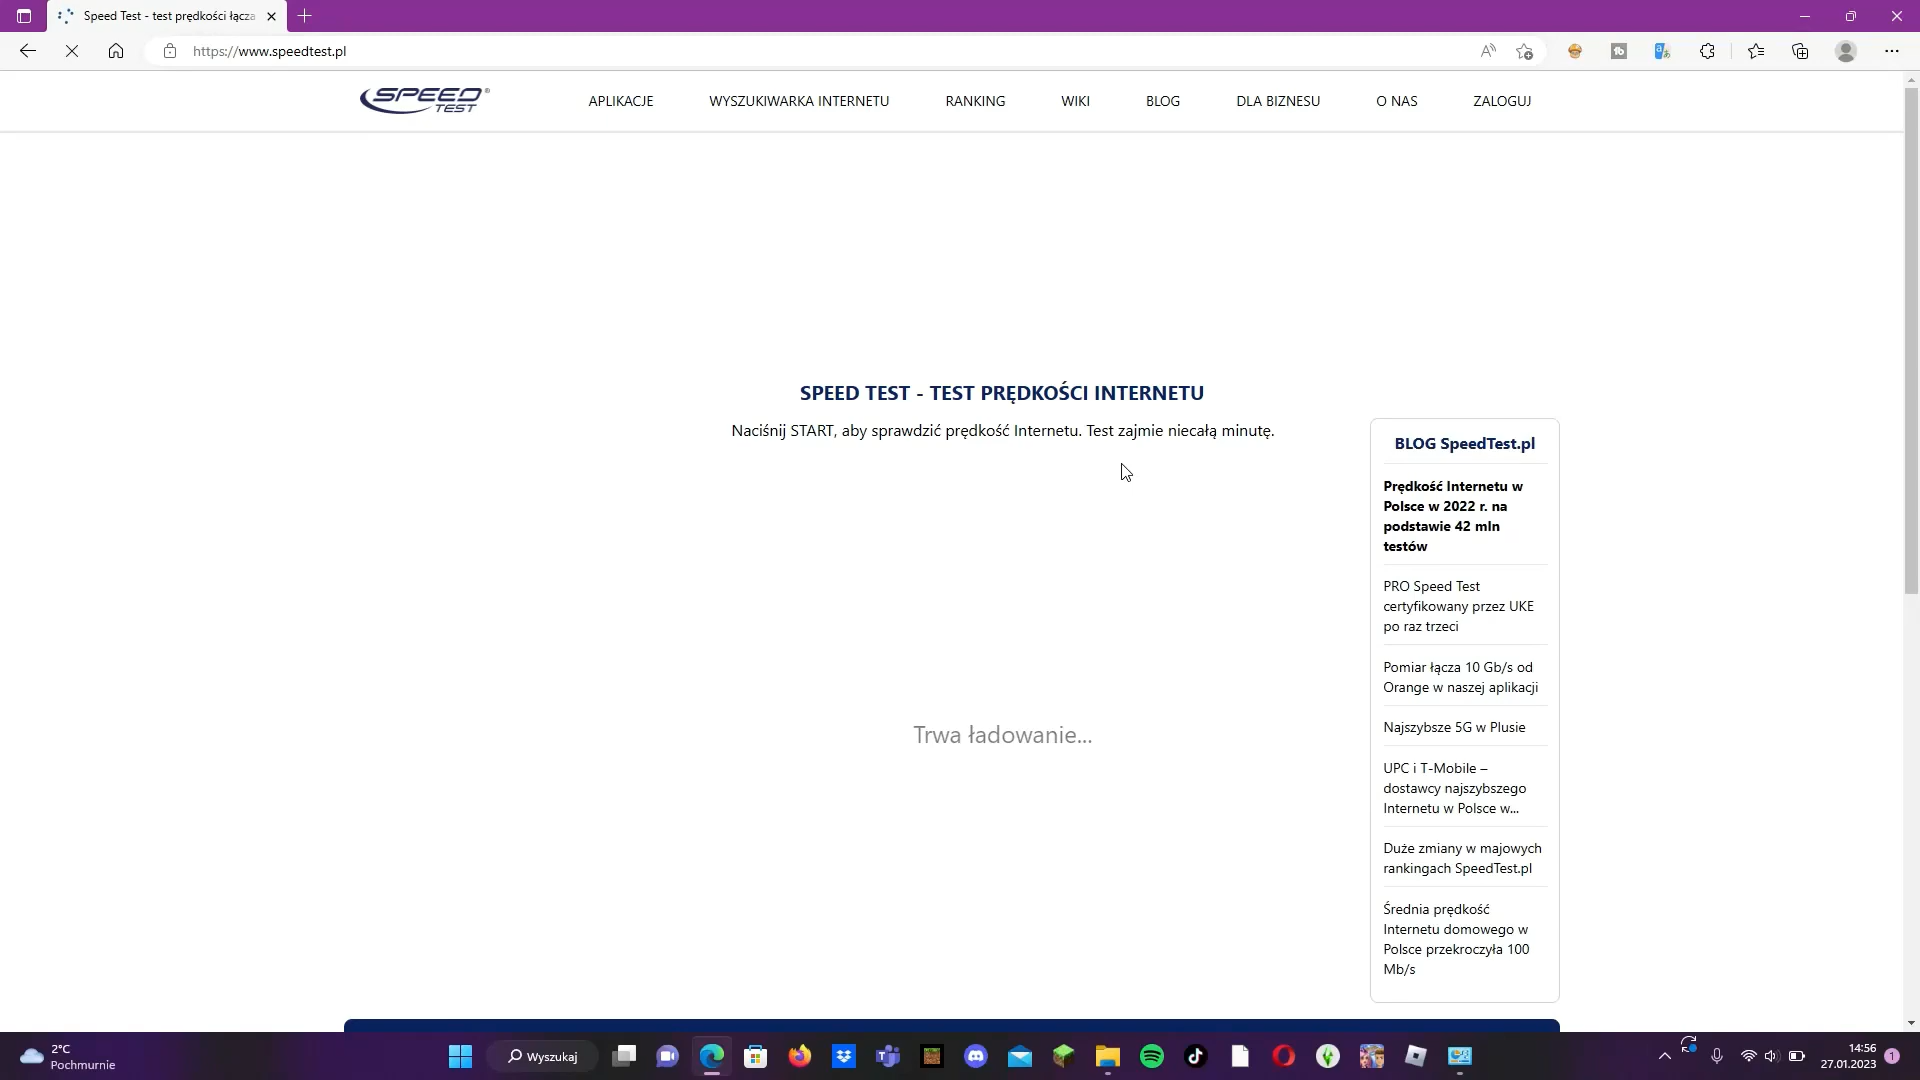 Speed Test - test prędkości łącza
https://www.speedtest.pl
SPEED TEST®
APLIKACJE
WYSZUKIWARKA INTERNETU
RANKING
WIKI
BLOG
DLA BIZNESU
O NAS
ZALOGUJ
SPEED TEST - TEST PRĘDKOŚCI INTERNETU
Naciśnij START, aby sprawdzić prędkość Internetu. Test zajmie niecałą minutę.
Trwa ładowanie...
BLOG SpeedTest.pl
Prędkość Internetu w
Polsce w 2022 r. na
podstawie 42 mln
testów
PRO Speed Test
certyfikowany przez UKE
po raz trzeci
Pomiar łącza 10 Gb/s od
Orange w naszej aplikacji
Najszybsze 5G w Plusie
UPC i T-Mobile –
dostawcy najszybszego
Internetu w Polsce w...
Duże zmiany w majowych
rankingach SpeedTest.pl
Średnia prędkość
Internetu domowego w
Polsce przekroczyła 100
Mb/s
2°C
Pochmurnie
Wyszukaj
14:56
27.01.2023
1